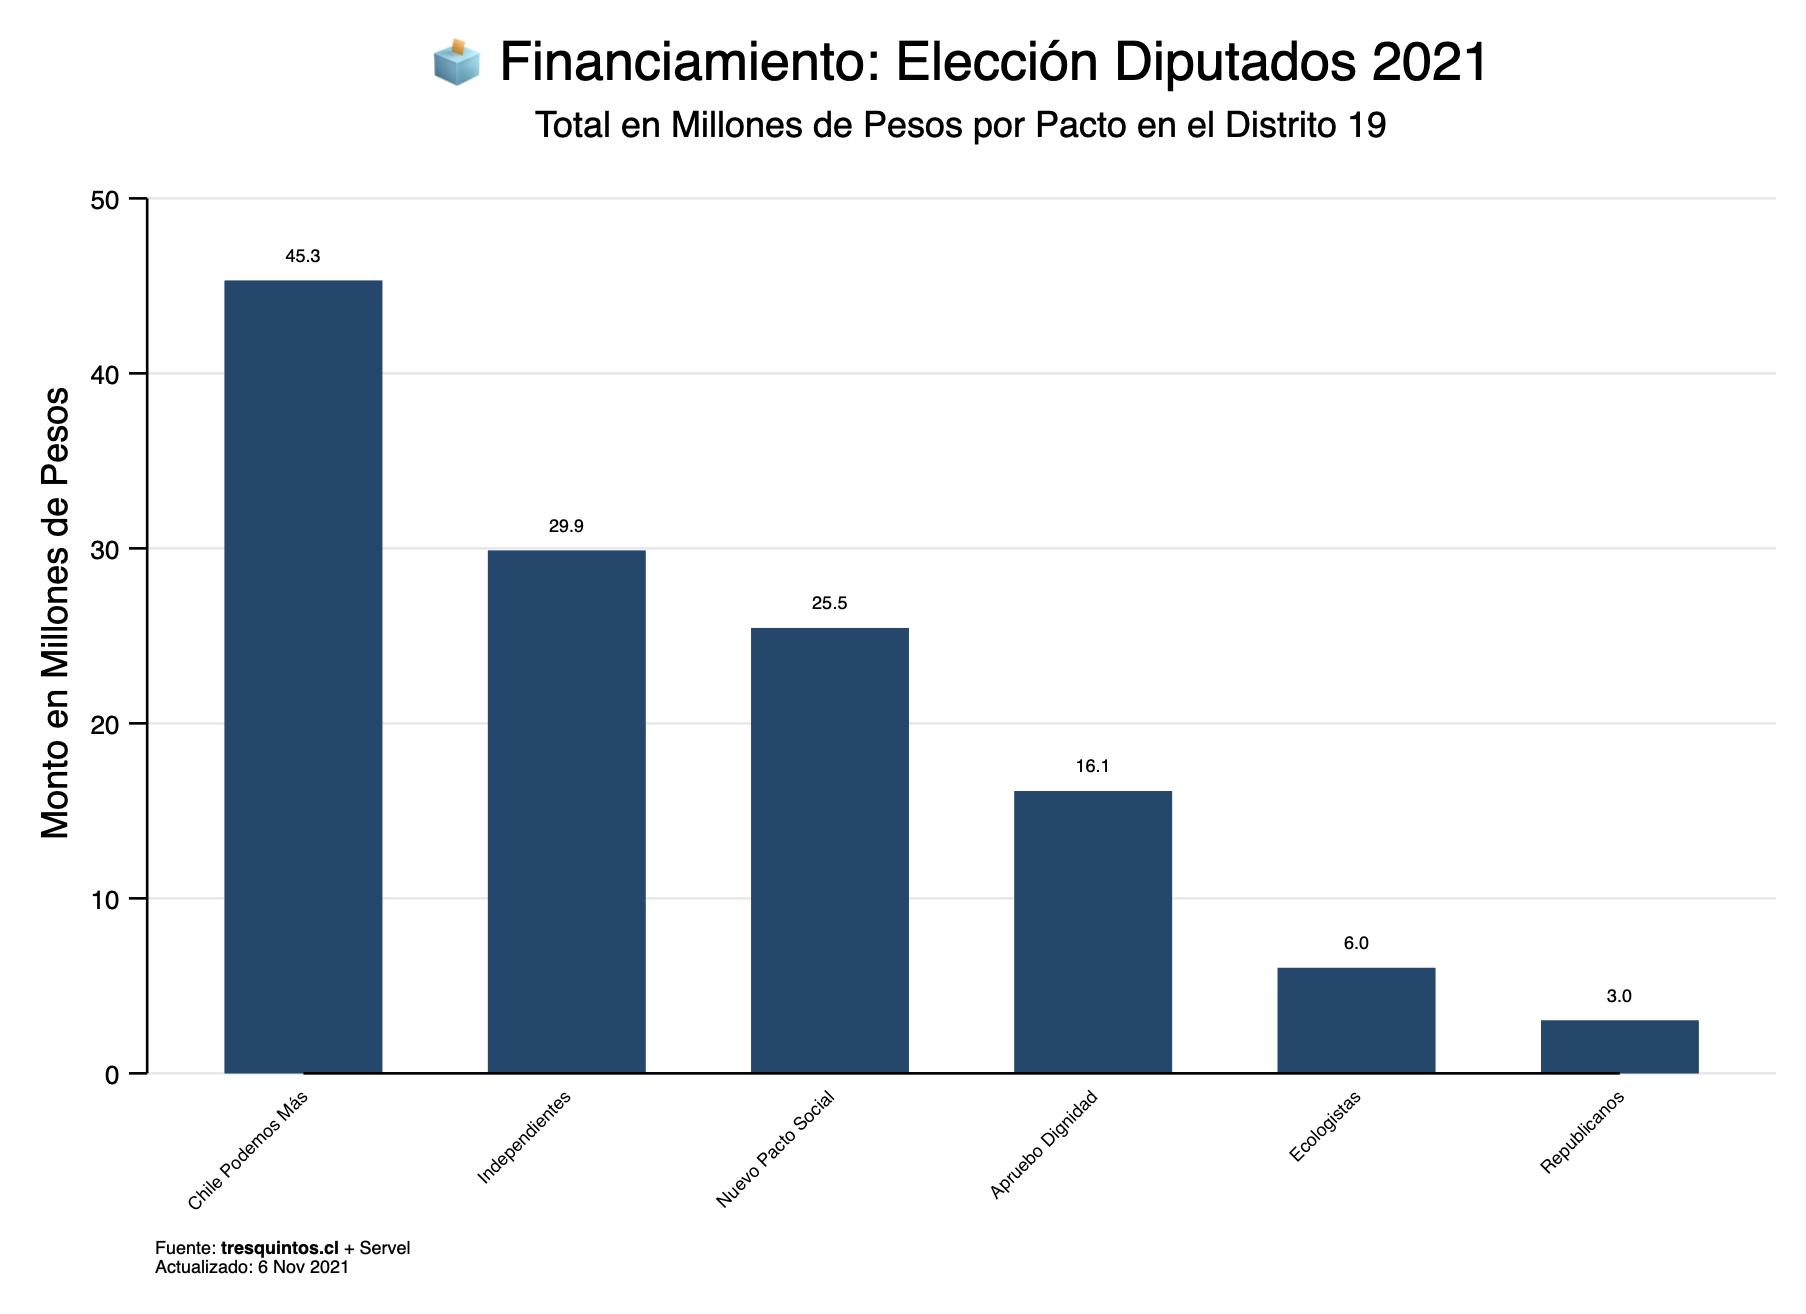 Financiamiento: Elección Diputados 2021
Total en Millones de Pesos por Pacto en el Distrito 19
Monto en Millones de Pesos
50
40
30
20
10
0
45.3
29.9
25.5
16.1
6.0
3.0
Chile Podemos Más
Independientes
Nuevo Pacto Social
Apruebo Dignidad
Ecologistas
Republicanos
Fuente: tresquintos.cl + Servel
Actualizado: 6 Nov 2021